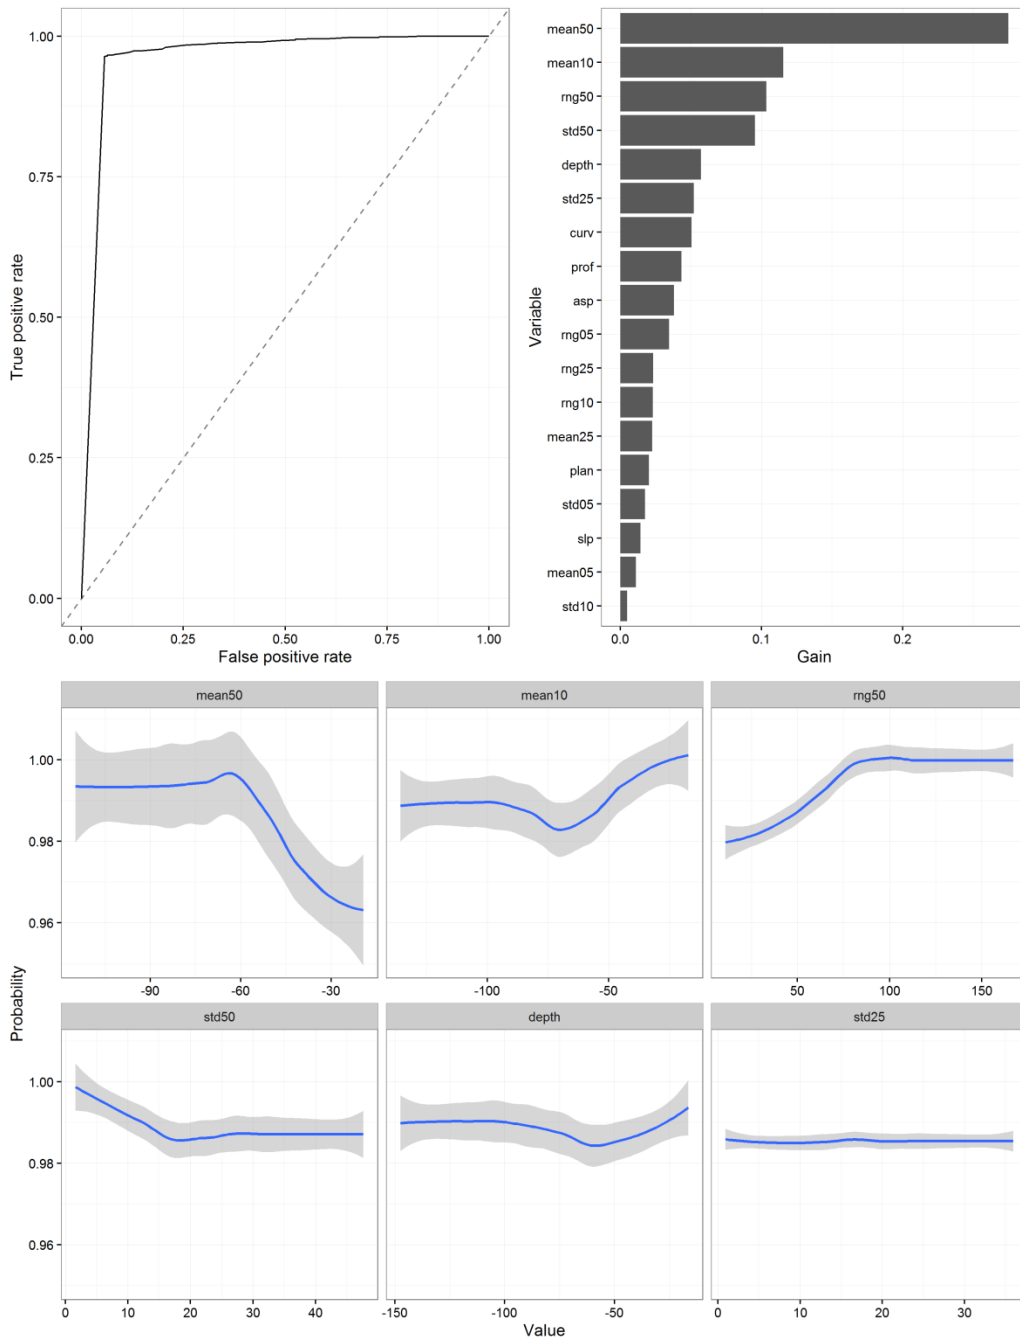 1.00
0.75
0.50
0.25
0.00
True positive rate
0.00 0.25 0.50 0.75 1.00
False positive rate
mean50
mean10
rng50
std50
depth
std25
curv
prof
asp
rng05
rng25
rng10
mean25
plan
std05
slp
mean05
std10
Variable
0.0 0.1 0.2
Gain
mean50 mean10 rng50
1.00
0.98
0.96
-90 -60 -30 -100 -50 50 100 150
Probability
std50 depth std25
1.00
0.98
0.96
0 10 20 30 40 -150 -100 -50 0 10 20 30
Value